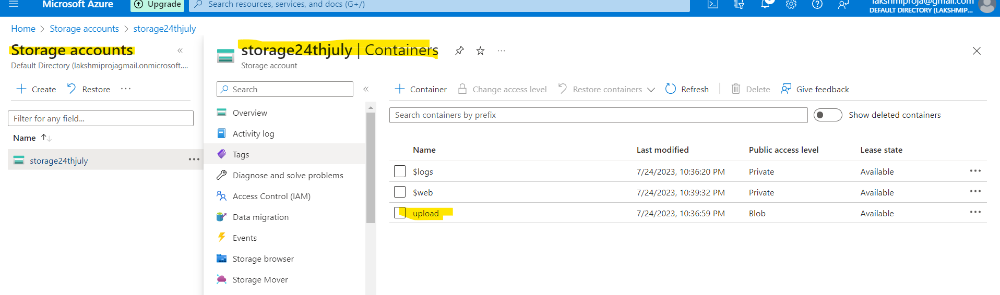 Microsoft Azure
Upgrade
Search resources, services, and docs (G+/)
lakshmiproja@gmail.com
DEFAULT DIRECTORY (LAKSHMIP...
Home > Storage accounts > storage24thjuly
Storage accounts
Default Directory (lakshmiprojagmail.onmicrosoft....
+ Create Restore ...
Filter for any field...
Name
storage24thjuly ...
storage24thjuly | Containers ...
Storage account
Search
Overview
Activity log
Tags
Diagnose and solve problems
Access Control (IAM)
Data migration
Events
Storage browser
Storage Mover
+ Container Change access level Restore containers Refresh Delete Give feedback
Search containers by prefix
Show deleted containers
Name Last modified Public access level Lease state
$logs 7/24/2023, 10:36:20 PM Private Available ...
$web 7/24/2023, 10:39:32 PM Private Available ...
upload 7/24/2023, 10:36:59 PM Blob Available ...